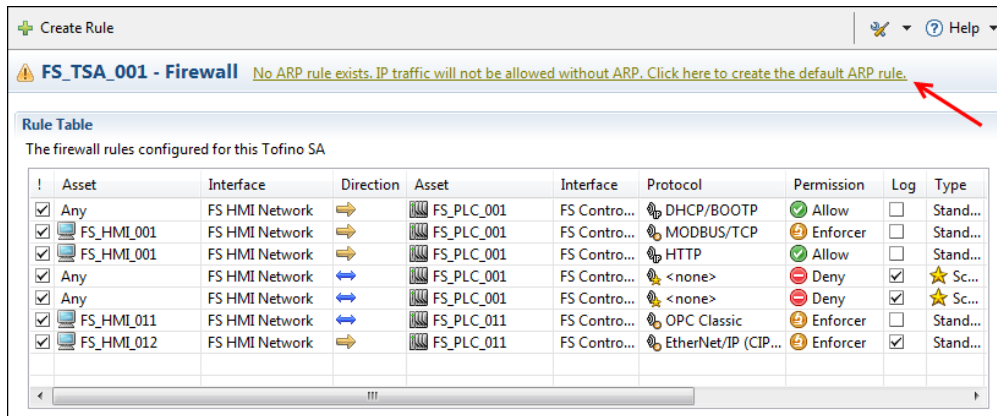 Create Rule Help
FS_TSA_001 - Firewall No ARP rule exists. IP traffic will not be allowed without ARP. Click here to create the default ARP rule.
Rule Table
The firewall rules configured for this Tofino SA
! Asset Interface Direction Asset Interface Protocol Permission Log Type
Any FS HMI Network FS_PLC_001 FS Contro... DHCP/BOOTP Allow Stand...
FS_HMI_001 FS HMI Network FS_PLC_001 FS Contro... MODBUS/TCP Enforcer Stand...
FS_HMI_001 FS HMI Network FS_PLC_001 FS Contro... HTTP Allow Stand...
Any FS HMI Network FS_PLC_001 FS Contro... <none> Deny Sc...
Any FS HMI Network FS_PLC_001 FS Contro... <none> Deny Sc...
FS_HMI_011 FS HMI Network FS_PLC_011 FS Contro... OPC Classic Enforcer Stand...
FS_HMI_012 FS HMI Network FS_PLC_011 FS Contro... EtherNet/IP (CIP... Enforcer Stand...